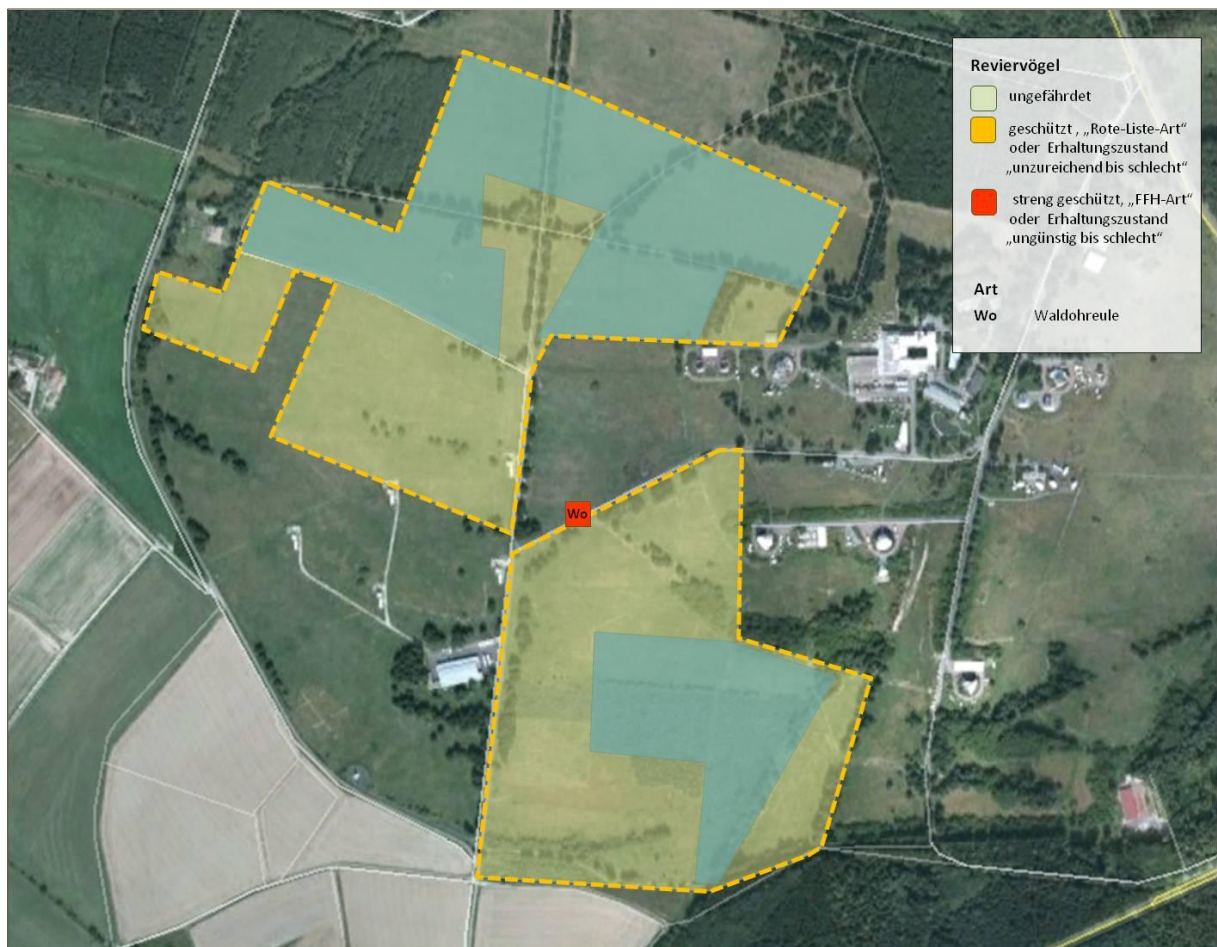 Reviervögel
ungefährdet
geschützt , „Rote-Liste-Art“
oder Erhaltungszustand
„unzureichend bis schlecht“
streng geschützt, „FFH-Art“
oder Erhaltungszustand
„ungünstig bis schlecht“
Art
Wo Waldohreule
Wo